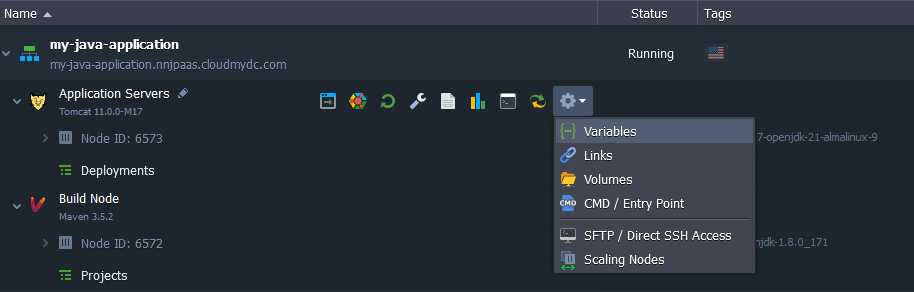 Name
Status
Tags
my-java-application
my-java-application.nnjpaas.cloudmydc.com
Running
Application Servers
Tomcat 11.0.0-M17
Variables
Node ID: 6573
7-openjdk-21-almalinux-9
Links
Deployments
Volumes
Build Node
CMD
CMD / Entry Point
Maven 3.5.2
SFTP / Direct SSH Access
Node ID: 6572
njdk-1.8.0_171
Scaling Nodes
Projects